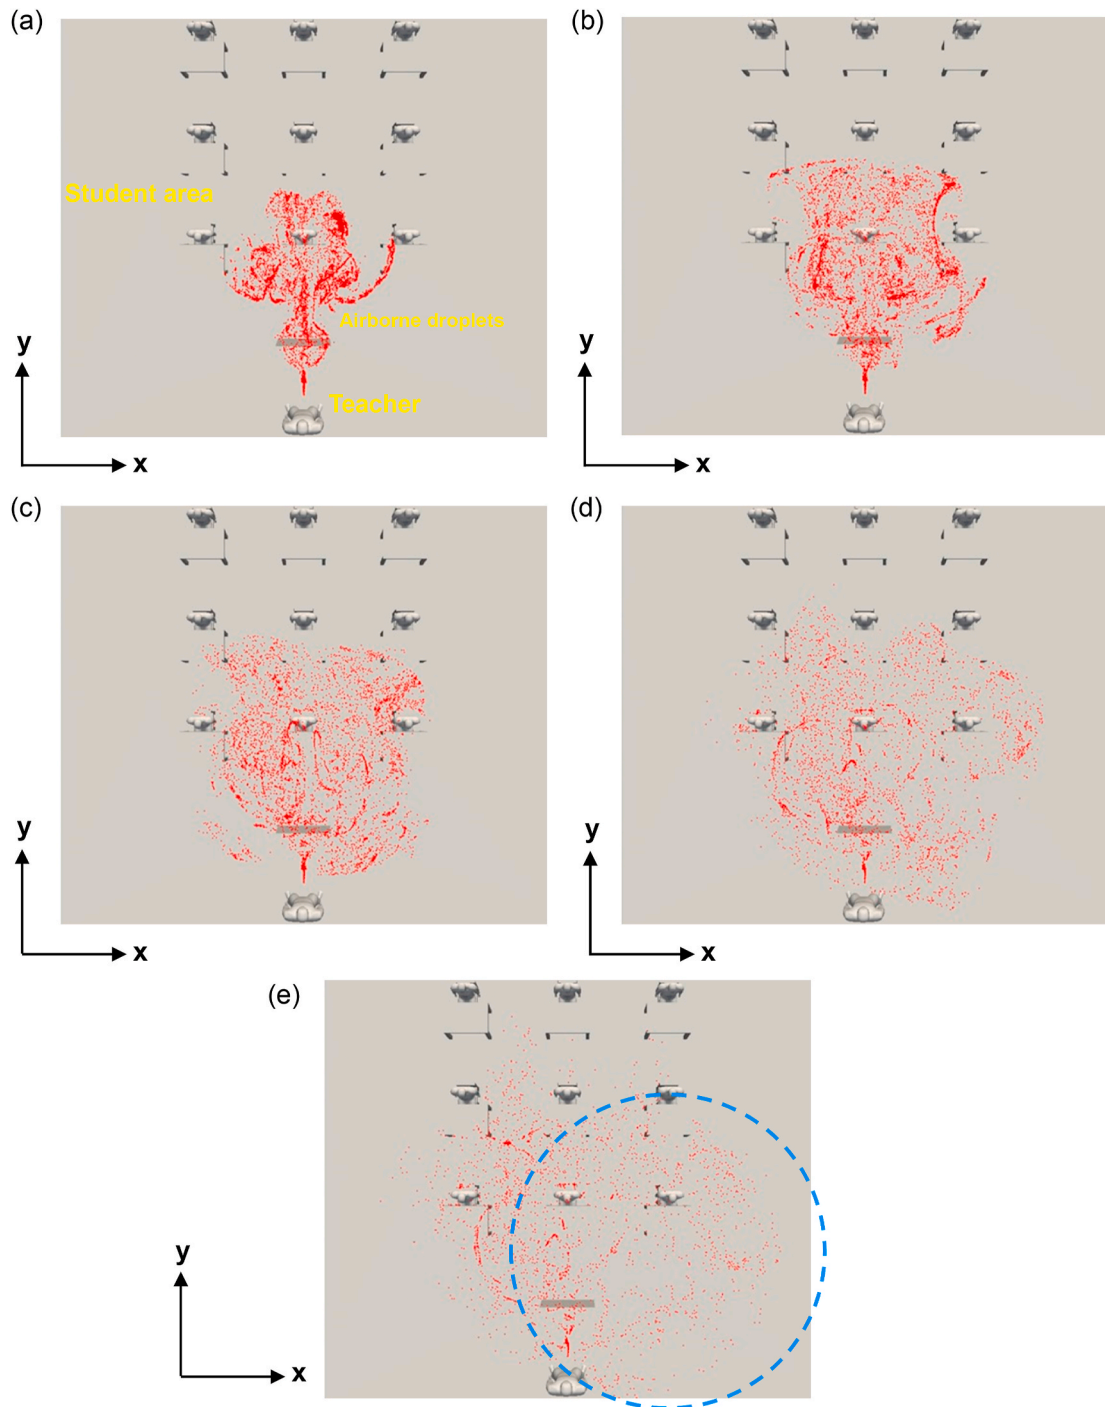 (a)
(b)
Student area
Airborne droplets
Teacher
y
x
y
x
(c)
(d)
y
x
y
x
(e)
y
x